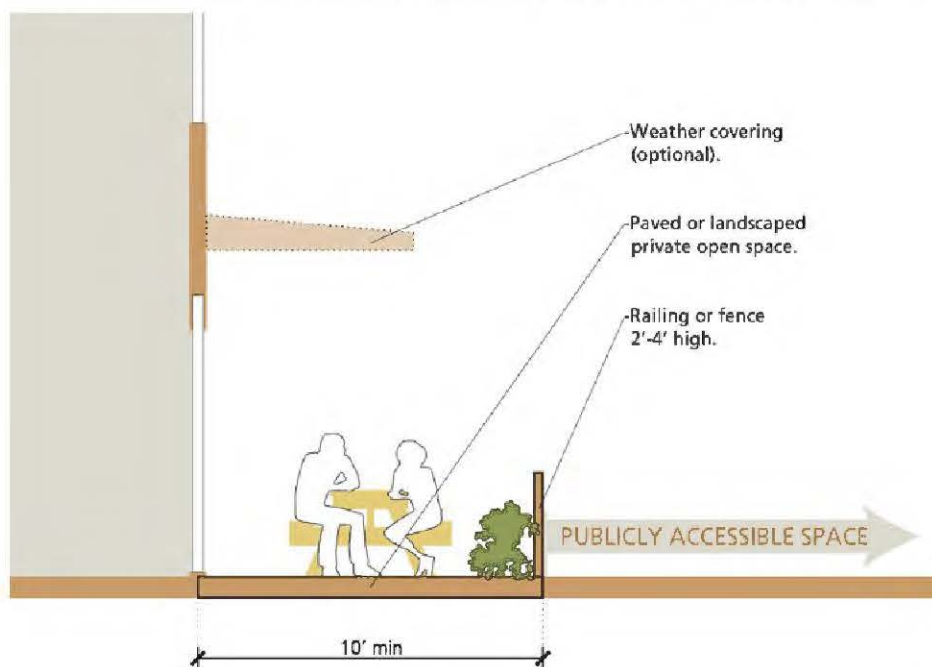 Weather covering
(optional).
Paved or landscaped
private open space.
Railing or fence
2'-4' high.
PUBLICLY ACCESSIBLE SPACE
10' min